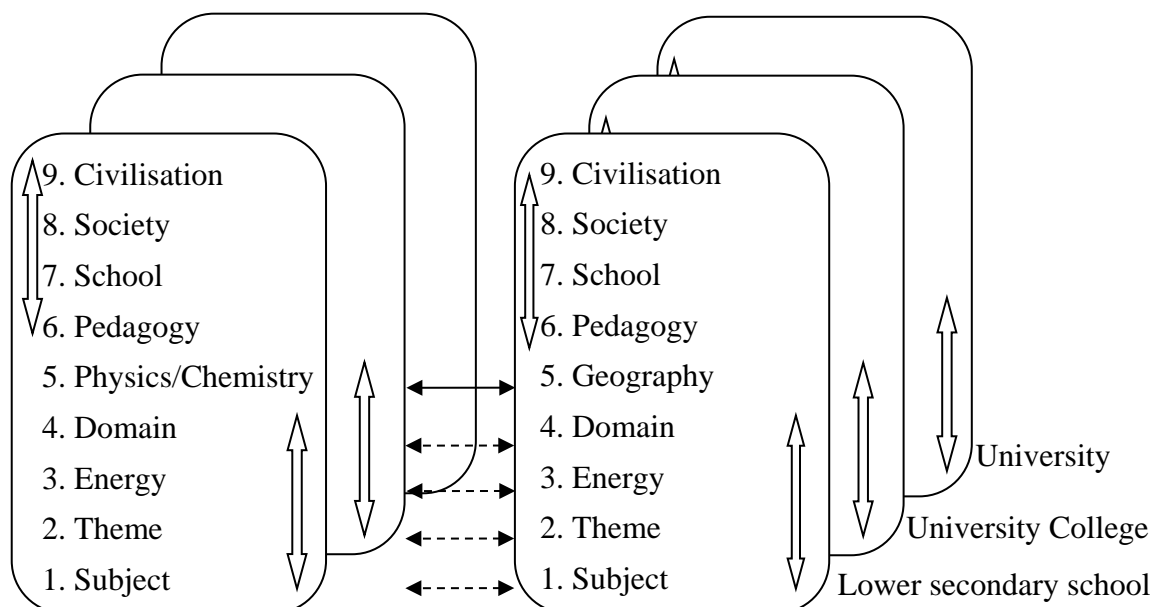 9. Civilisation
8. Society
7. School
6. Pedagogy
5. Physics/Chemistry
4. Domain
3. Energy
2. Theme
1. Subject
9. Civilisation
8. Society
7. School
6. Pedagogy
5. Geography
4. Domain
3. Energy
2. Theme
1. Subject
University
University College
Lower secondary school